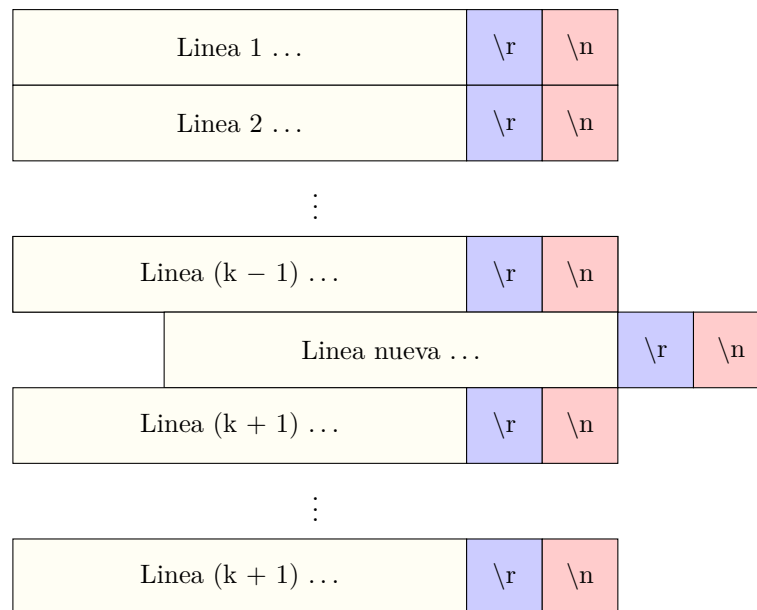 Linea 1 ... \r \n
Linea 2 ... \r \n
⋮
Linea (k − 1) ... \r \n
Linea nueva ... \r \n
Linea (k + 1) ... \r \n
⋮
Linea (k + 1) ... \r \n